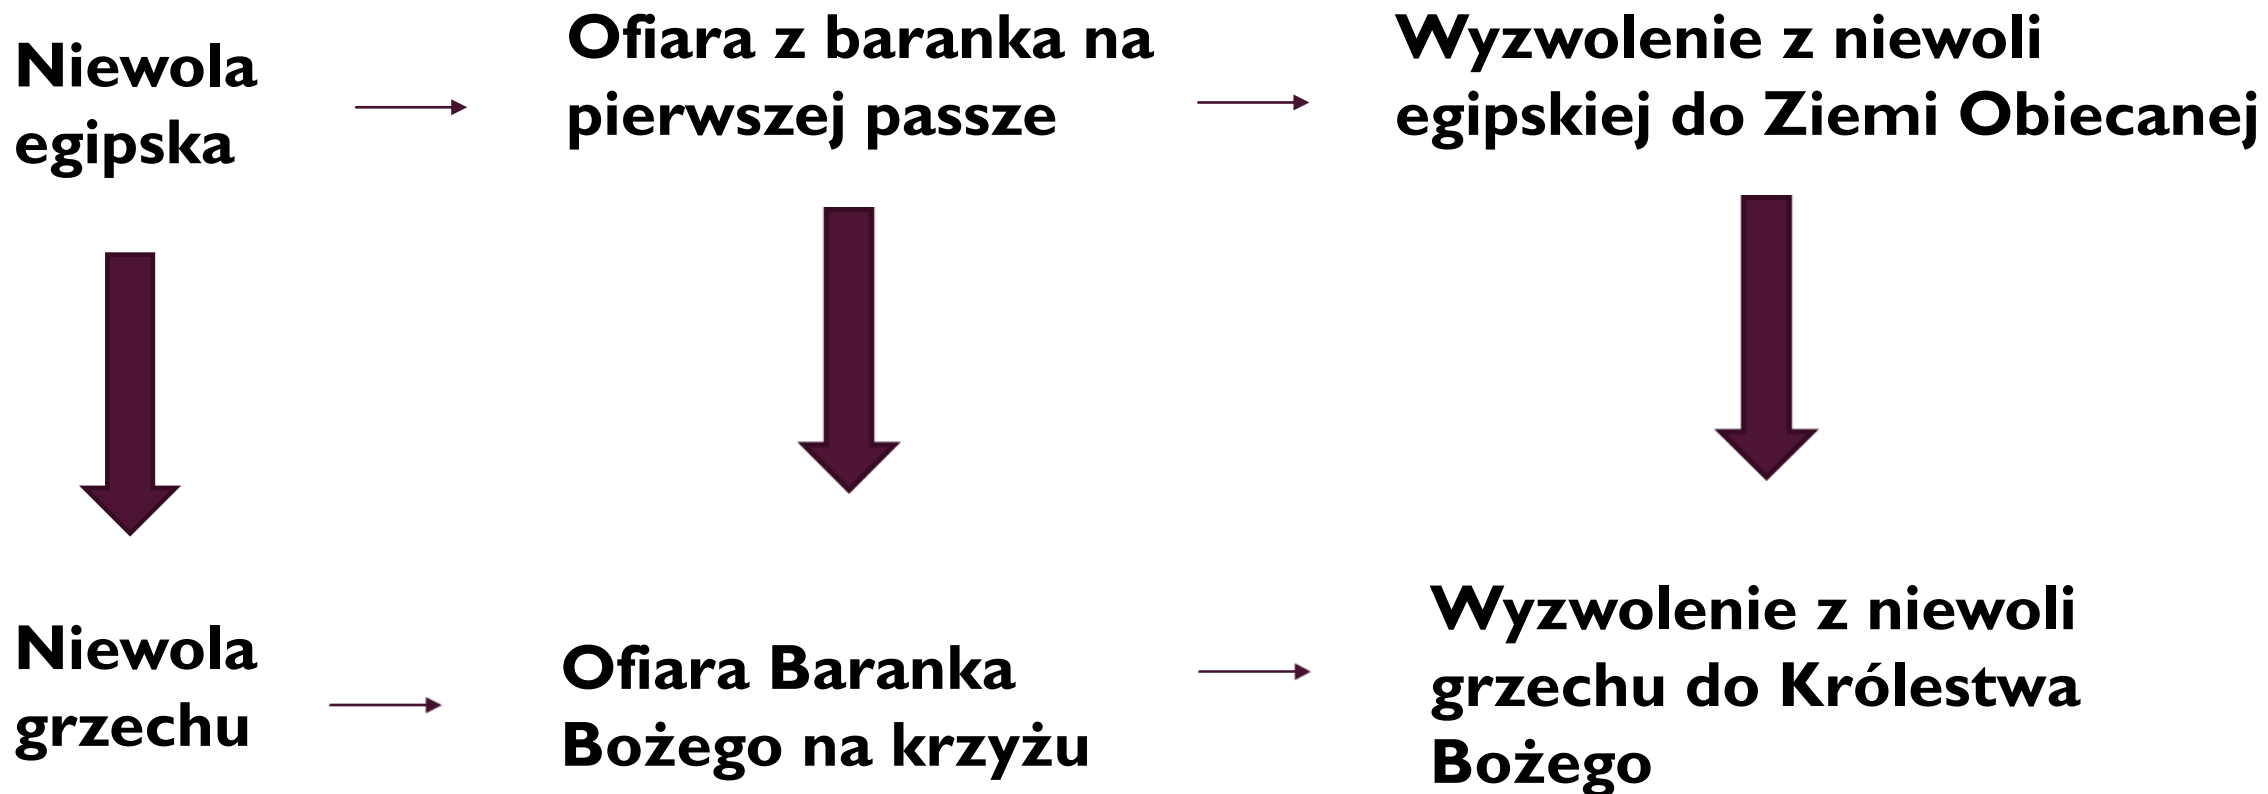 Niewola
egipska
Ofiara z baranka na
pierwszej passze
Wyzwolenie z niewoli
egipskiej do Ziemi Obiecanej
Niewola
grzechu
Ofiara Baranka
Bożego na krzyżu
Wyzwolenie z niewoli
grzechu do Królestwa
Bożego